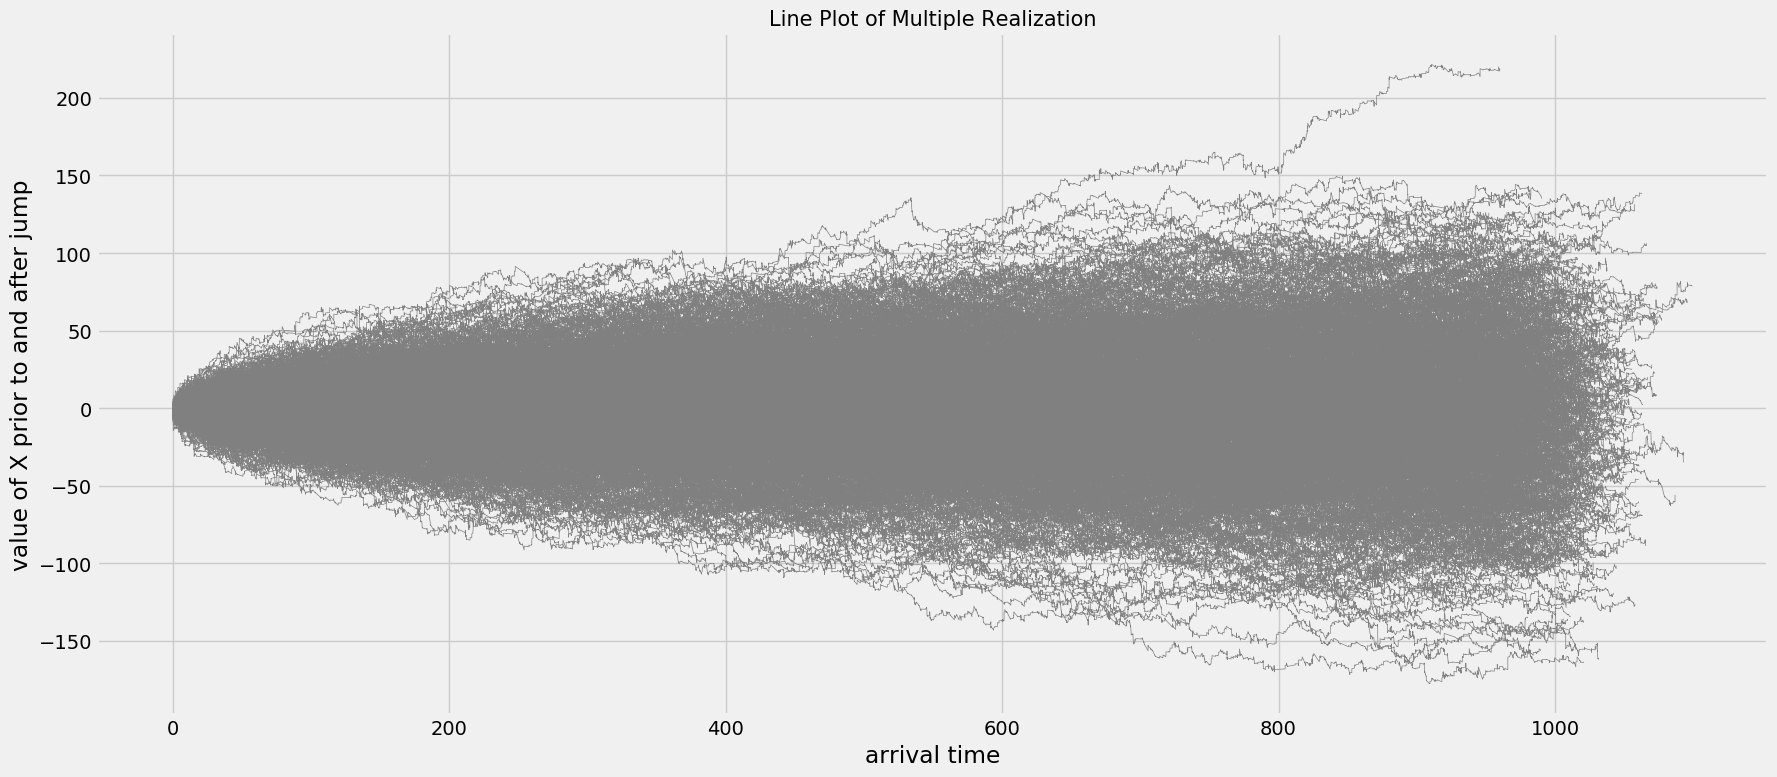 Line Plot of Multiple Realization
value of X prior to and after jump
200
150
100
50
0
−50
−100
−150
0 200 400 600 800 1000
arrival time